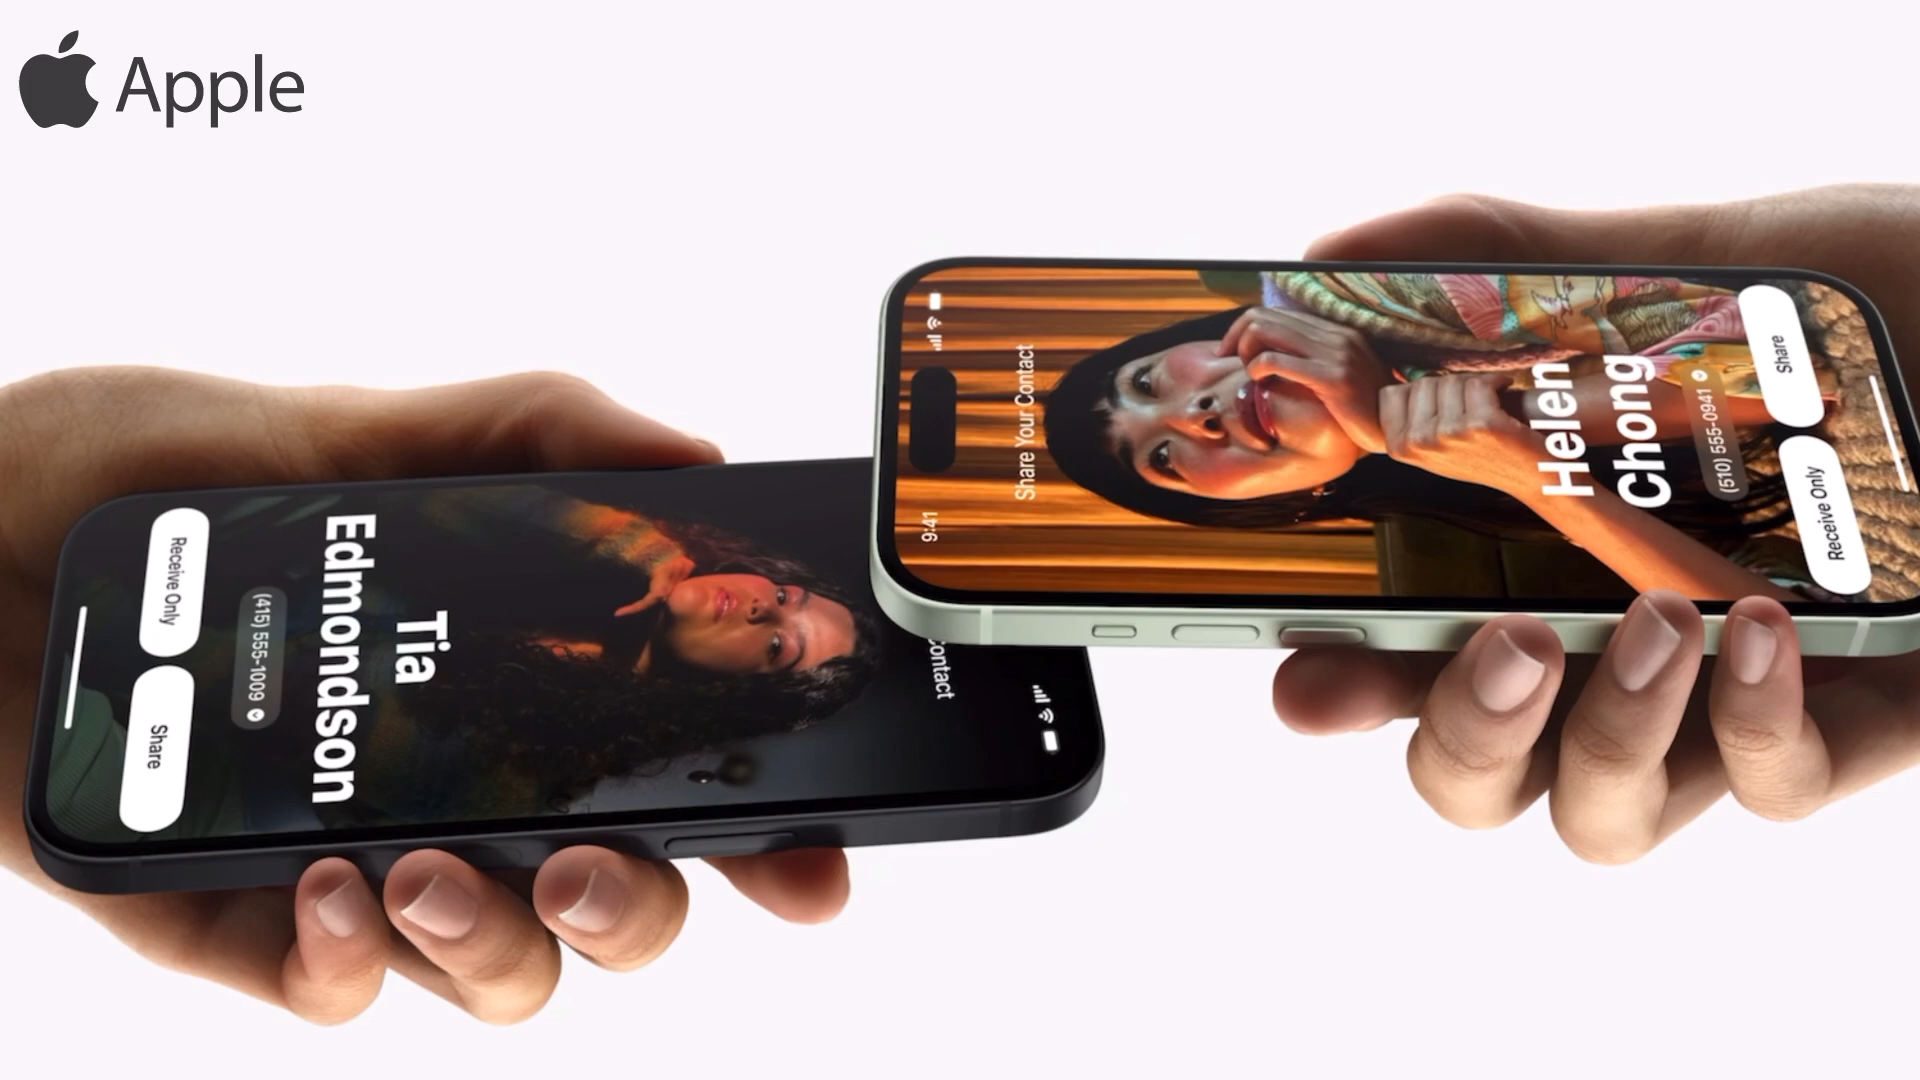 Apple
Receive Only
Share
(415) 555-1009
Tia
Edmondson
contact
9:41
Share Your Contact
Helen
Chong
(510) 555-0941
Share
Receive Only